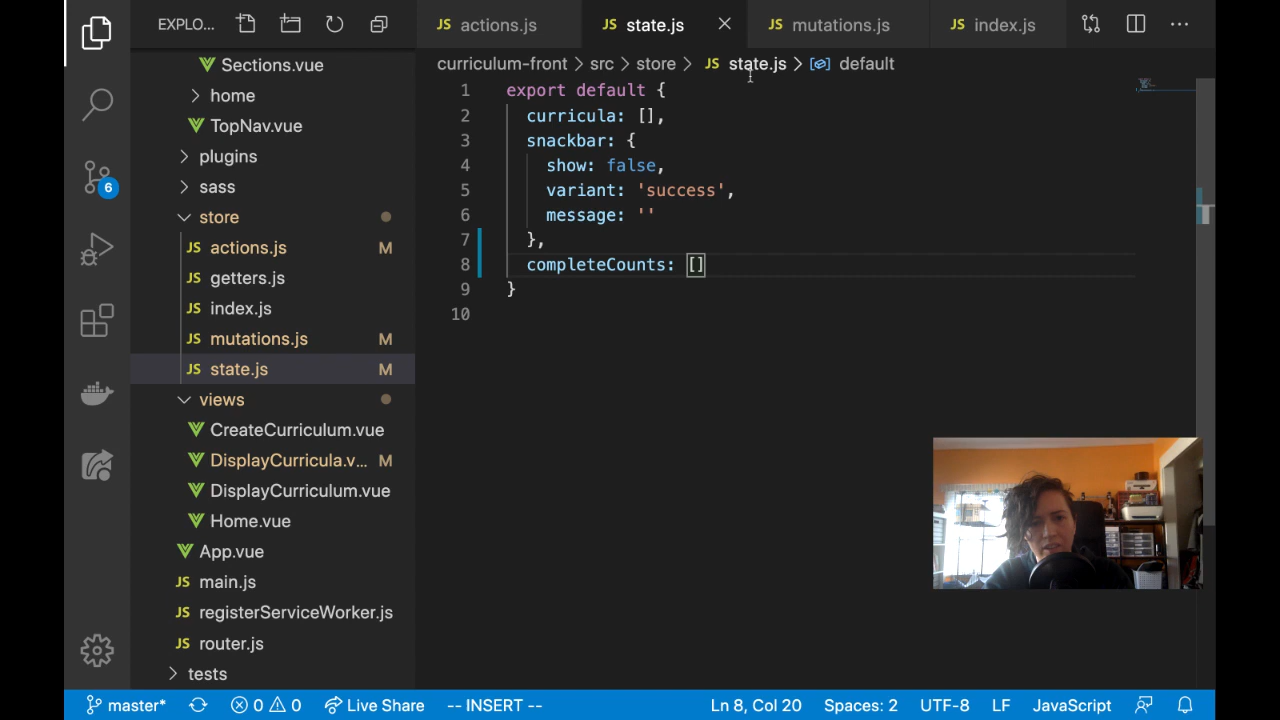 EXPLO...
JS actions.js
JS state.js
JS mutations.js
JS index.js
curriculum-front > src > store > JS state.js > default
Sections.vue
home
TopNav.vue
plugins
sass
store
JS actions.js M
JS getters.js
JS index.js
JS mutations.js M
JS state.js M
views
CreateCurriculum.vue
DisplayCurricula.v... M
DisplayCurriculum.vue
Home.vue
App.vue
JS main.js
JS registerServiceWorker.js
JS router.js
tests
6
1 export default {
2 curricula: [],
3 snackbar: {
4 show: false,
5 variant: 'success',
6 message: ''
7 },
8 completeCounts: []
9 }
10
master* 0 0 Live Share -- INSERT -- Ln 8, Col 20 Spaces: 2 UTF-8 LF JavaScript